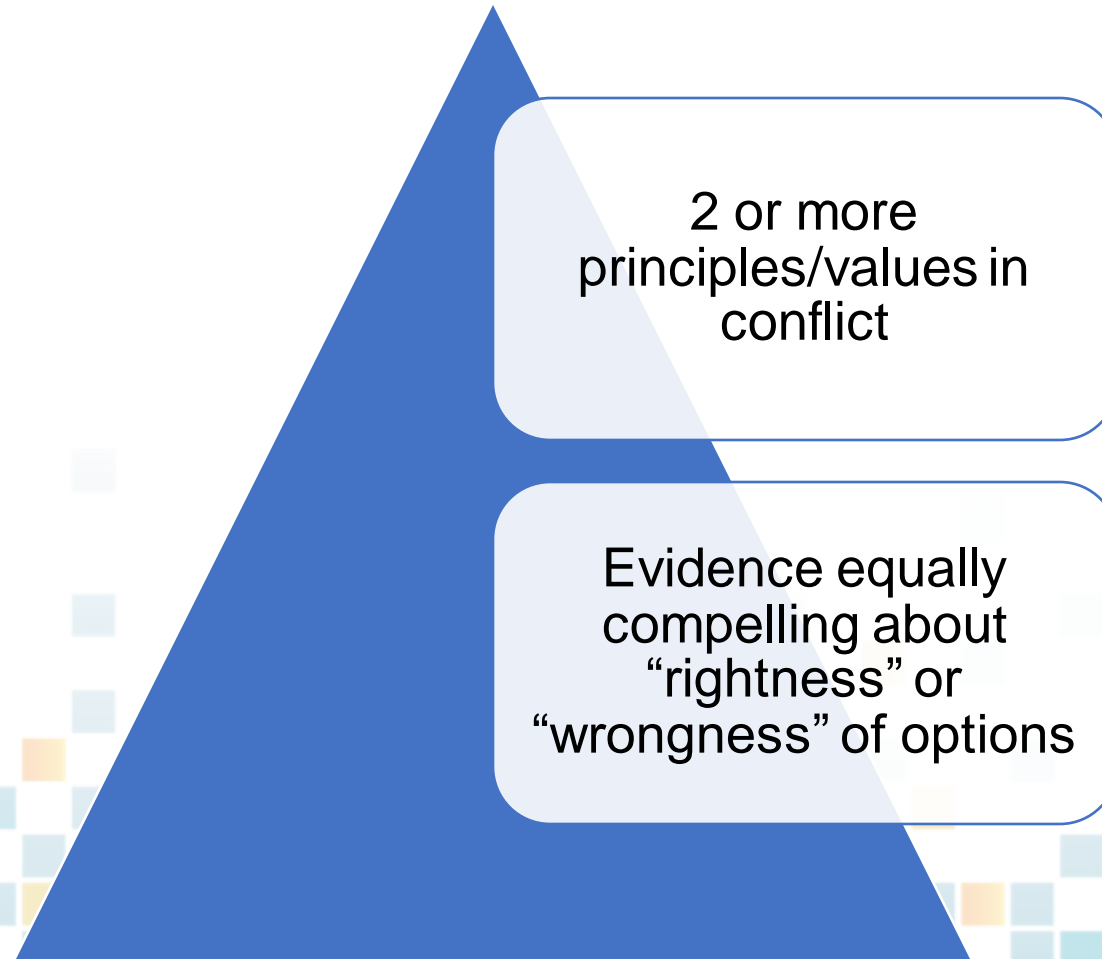 2 or more
principles/values in
conflict
Evidence equally
compelling about
“rightness” or
“wrongness” of options